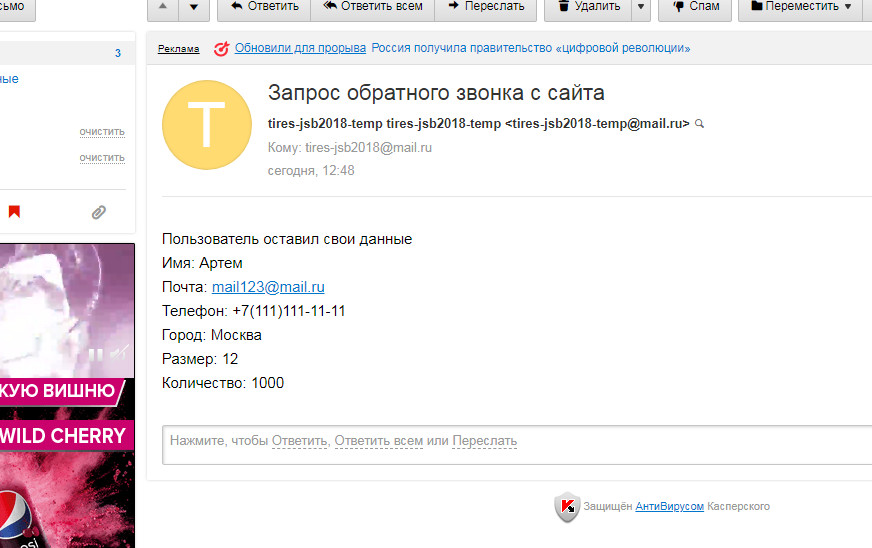 сьмо
Ответить
Ответить всем
Переслать
Удалить
Спам
Переместить
3
ные
очистить
очистить
КУЮ ВИШНЮ
WILD CHERRY
Реклама Обновили для прорыва Россия получила правительство «цифровой революции»
T
Запрос обратного звонка с сайта
tires-jsb2018-temp tires-jsb2018-temp <tires-jsb2018-temp@mail.ru>
Кому: tires-jsb2018@mail.ru
сегодня, 12:48
Пользователь оставил свои данные
Имя: Артем
Почта: mail123@mail.ru
Телефон: +7(111)111-11-11
Город: Москва
Размер: 12
Количество: 1000
Нажмите, чтобы Ответить, Ответить всем или Переслать
Защищён АнтиВирусом Касперского